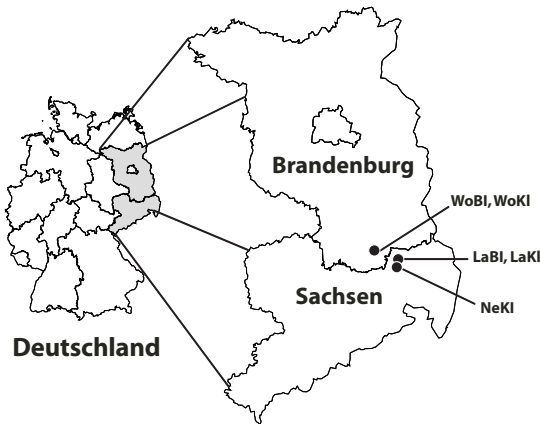 Brandenburg
WoBl, WoKl
LaBl, LaKl
Sachsen
NeKl
Deutschland